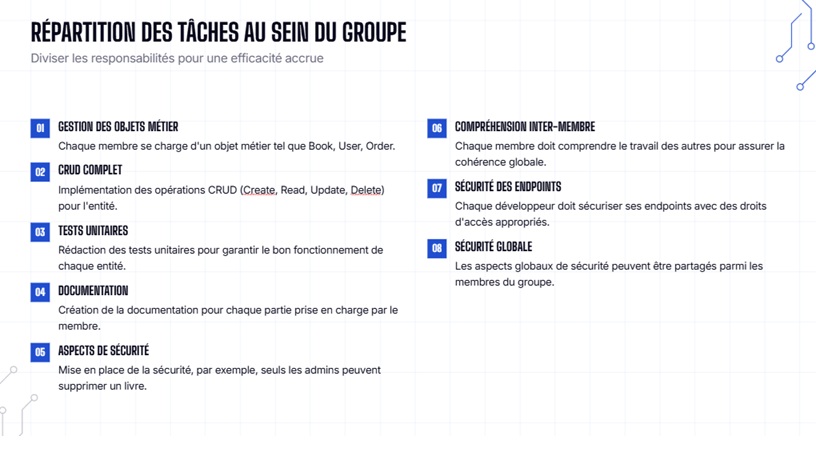 RÉPARTITION DES TÂCHES AU SEIN DU GROUPE
Diviser les responsabilités pour une efficacité accrue
01 GESTION DES OBJETS MÉTIER
Chaque membre se charge d'un objet métier tel que Book, User, Order.
02 CRUD COMPLET
Implémentation des opérations CRUD (Create, Read, Update, Delete)
pour l'entité.
03 TESTS UNITAIRES
Rédaction des tests unitaires pour garantir le bon fonctionnement de
chaque entité.
04 DOCUMENTATION
Création de la documentation pour chaque partie prise en charge par le
membre.
05 ASPECTS DE SÉCURITÉ
Mise en place de la sécurité, par exemple, seuls les admins peuvent
supprimer un livre.
06 COMPRÉHENSION INTER-MEMBRE
Chaque membre doit comprendre le travail des autres pour assurer la
cohérence globale.
07 SÉCURITÉ DES ENDPOINTS
Chaque développeur doit sécuriser ses endpoints avec des droits
d'accès appropriés.
08 SÉCURITÉ GLOBALE
Les aspects globaux de sécurité peuvent être partagés parmi les
membres du groupe.